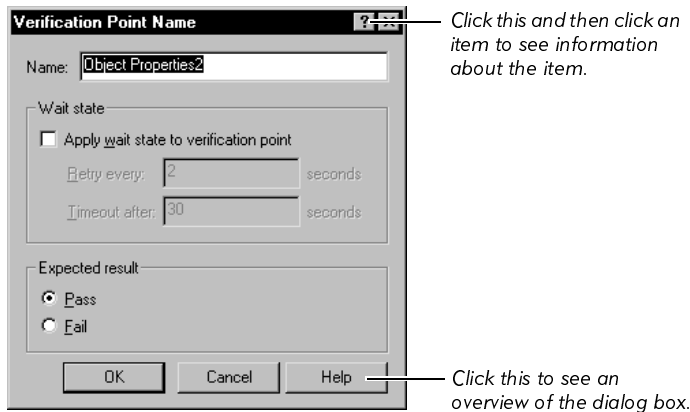 Verification Point Name ?
Click this and then click an
item to see information
about the item.
Name: Object Properties2
Wait state
Apply wait state to verification point
Retry every: 2 seconds
Timeout after: 30 seconds
Expected result
Pass
Fail
OK Cancel Help
Click this to see an
overview of the dialog box.